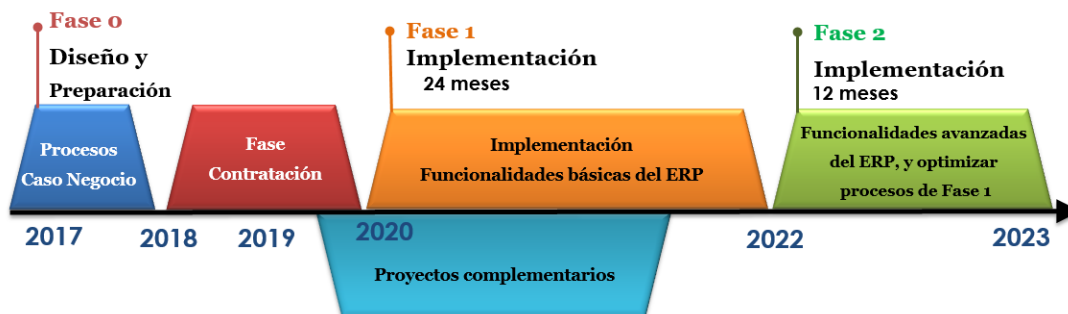 Fase 0
Diseño y
Preparación
Fase 1
Implementación
24 meses
Fase 2
Implementación
12 meses
Procesos
Caso Negocio
Fase
Contratación
Implementación
Funcionalidades básicas del ERP
Funcionalidades avanzadas
del ERP, y optimizar
procesos de Fase 1
2017
2018
2019
2020
2022
2023
Proyectos complementarios